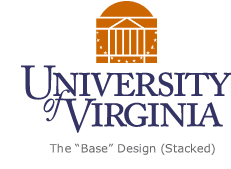 UNIVERSITY
of VIRGINIA
The “Base” Design (Stacked)